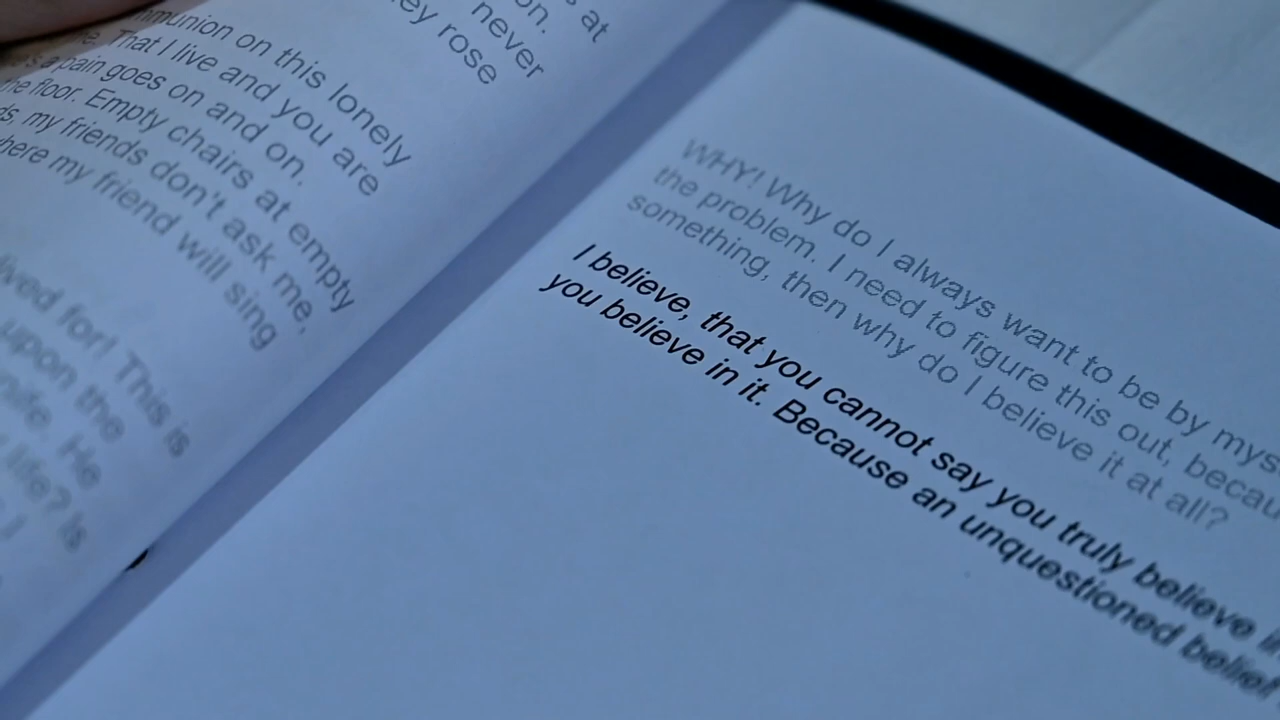 at
on.
never
ey rose
mmunion on this lonely
e. That I live and you are
s a pain goes on and on.
he floor. Empty chairs at empty
ds, my friends don't ask me,
here my friend will sing
ived for! This is
upon the
knife. He
life? Is
WHY! Why do I always want to be by mys
the problem. I need to figure this out, becau
something, then why do I believe it at all?
I believe, that you cannot say you truly believe in
you believe in it. Because an unquestioned belief